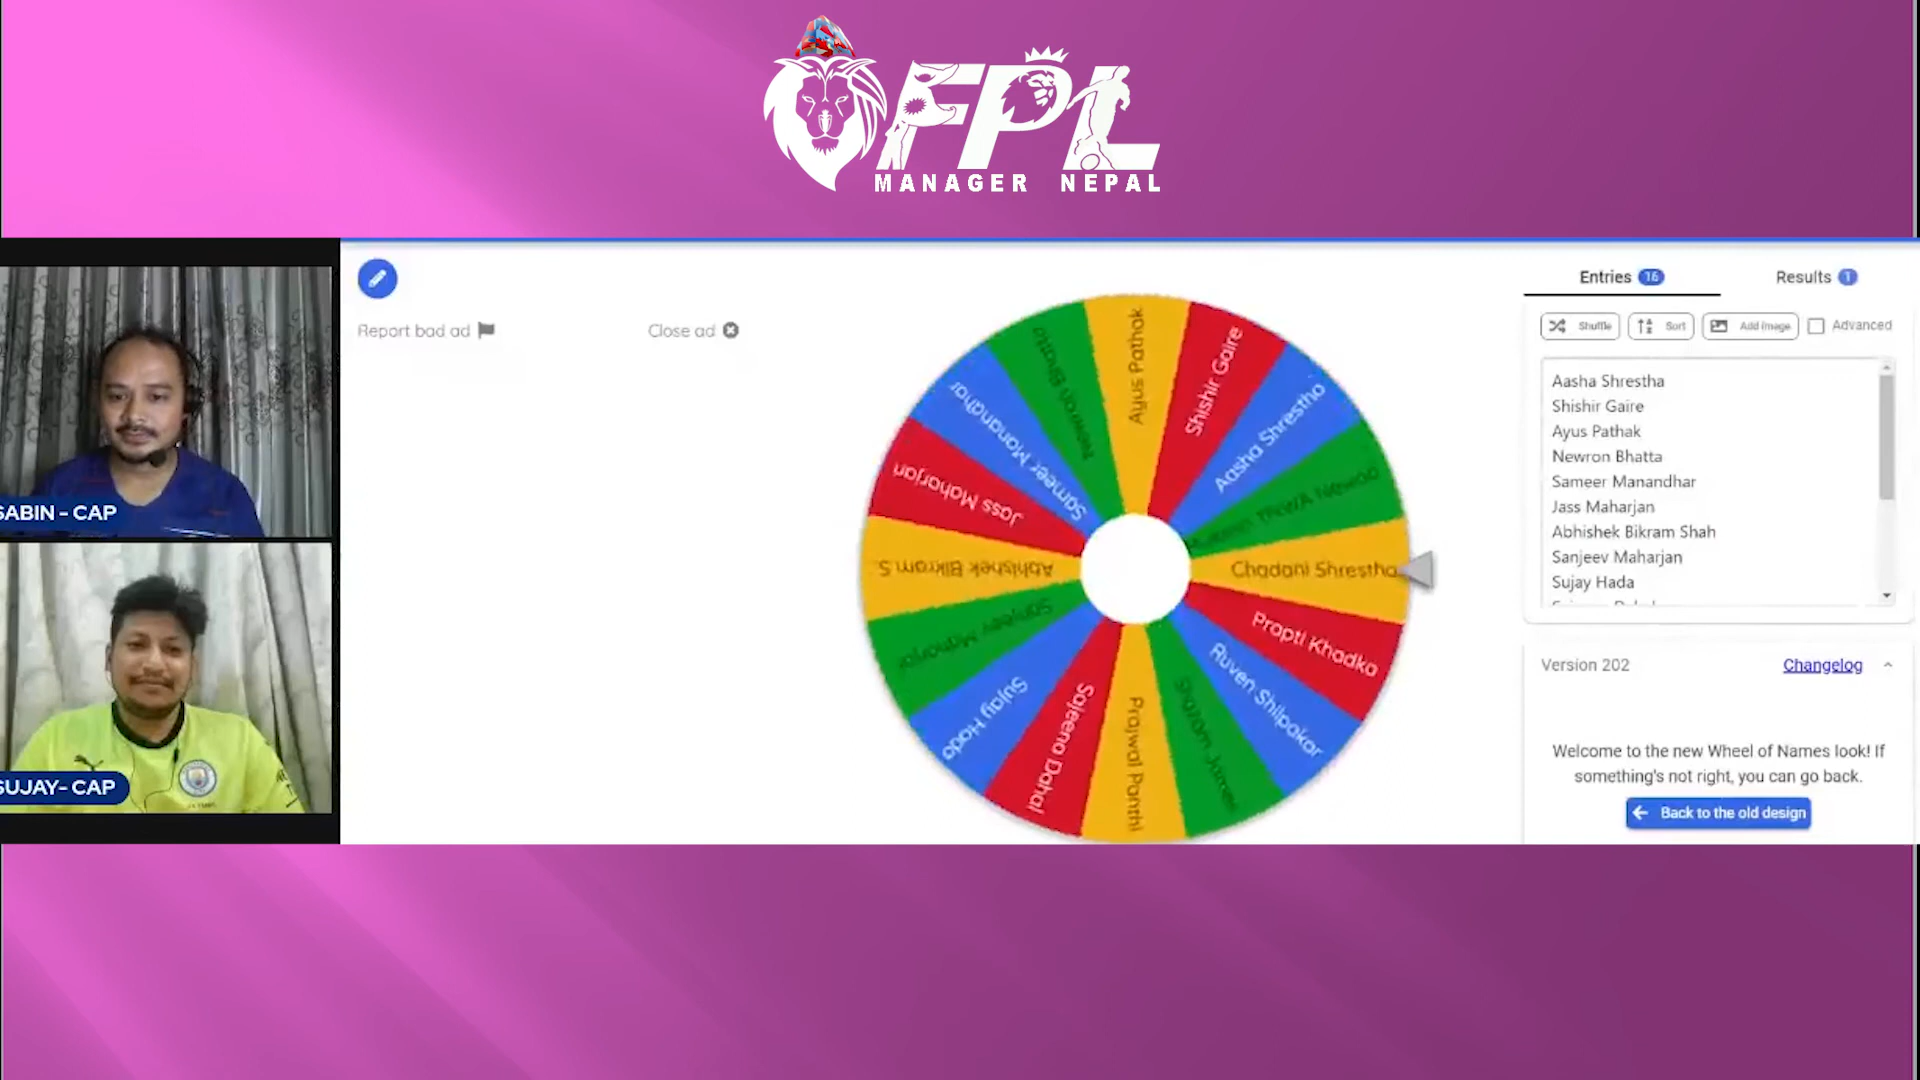 FPL
MANAGER NEPAL
SABIN - CAP
SUJAY- CAP
Report bad ad
Close ad
Ayus Pathak
Shishir Gaire
Aasha Shrestha
Chadani Shrestha
Prapti Khadka
Ruven Shilpakar
Prajwal Panthi
Sajeena Dahal
Sujay Hada
Sanjeev Maharjan
Abhishek Bikram S
Jass Maharjan
Sameer Manandhar
Newron Bhatta
Entries 16
Results 1
Shuffle
Sort
Add image
Advanced
Aasha Shrestha
Shishir Gaire
Ayus Pathak
Newron Bhatta
Sameer Manandhar
Jass Maharjan
Abhishek Bikram Shah
Sanjeev Maharjan
Sujay Hada
Version 202
Changelog
Welcome to the new Wheel of Names look! If
something's not right, you can go back.
Back to the old design